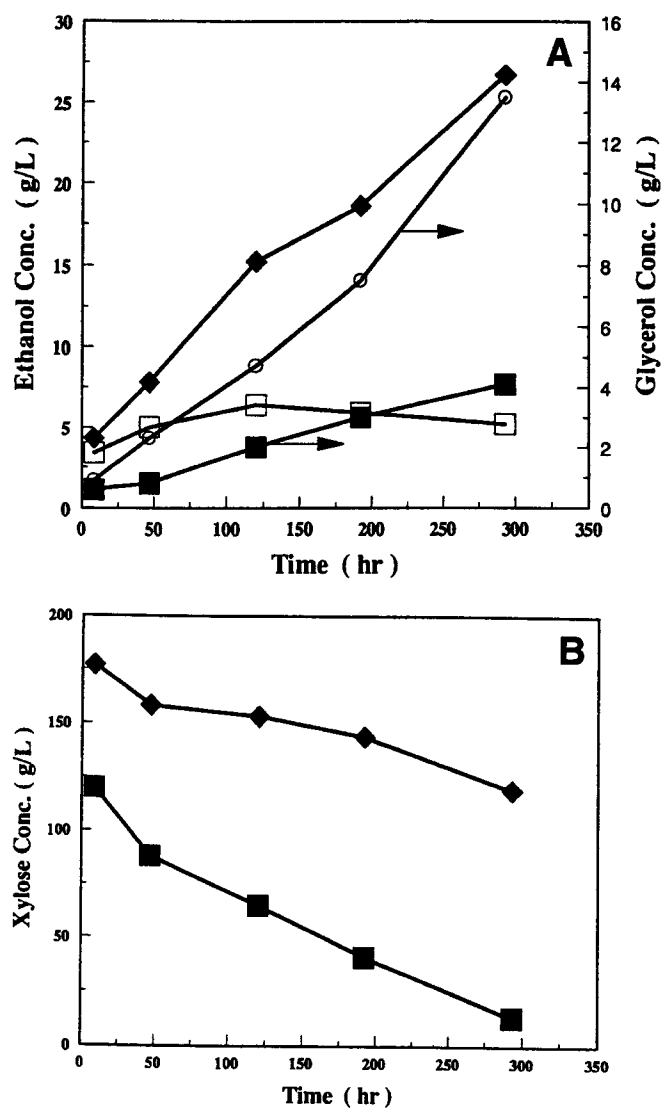 A
30
25
20
15
10
5
0
Ethanol Conc. ( g/L )
16
14
12
10
8
6
4
2
0
Glycerol Conc. ( g/L )
0 50 100 150 200 250 300 350
Time ( hr )
B
200
150
100
50
0
Xylose Conc. ( g/L )
0 50 100 150 200 250 300 350
Time ( hr )